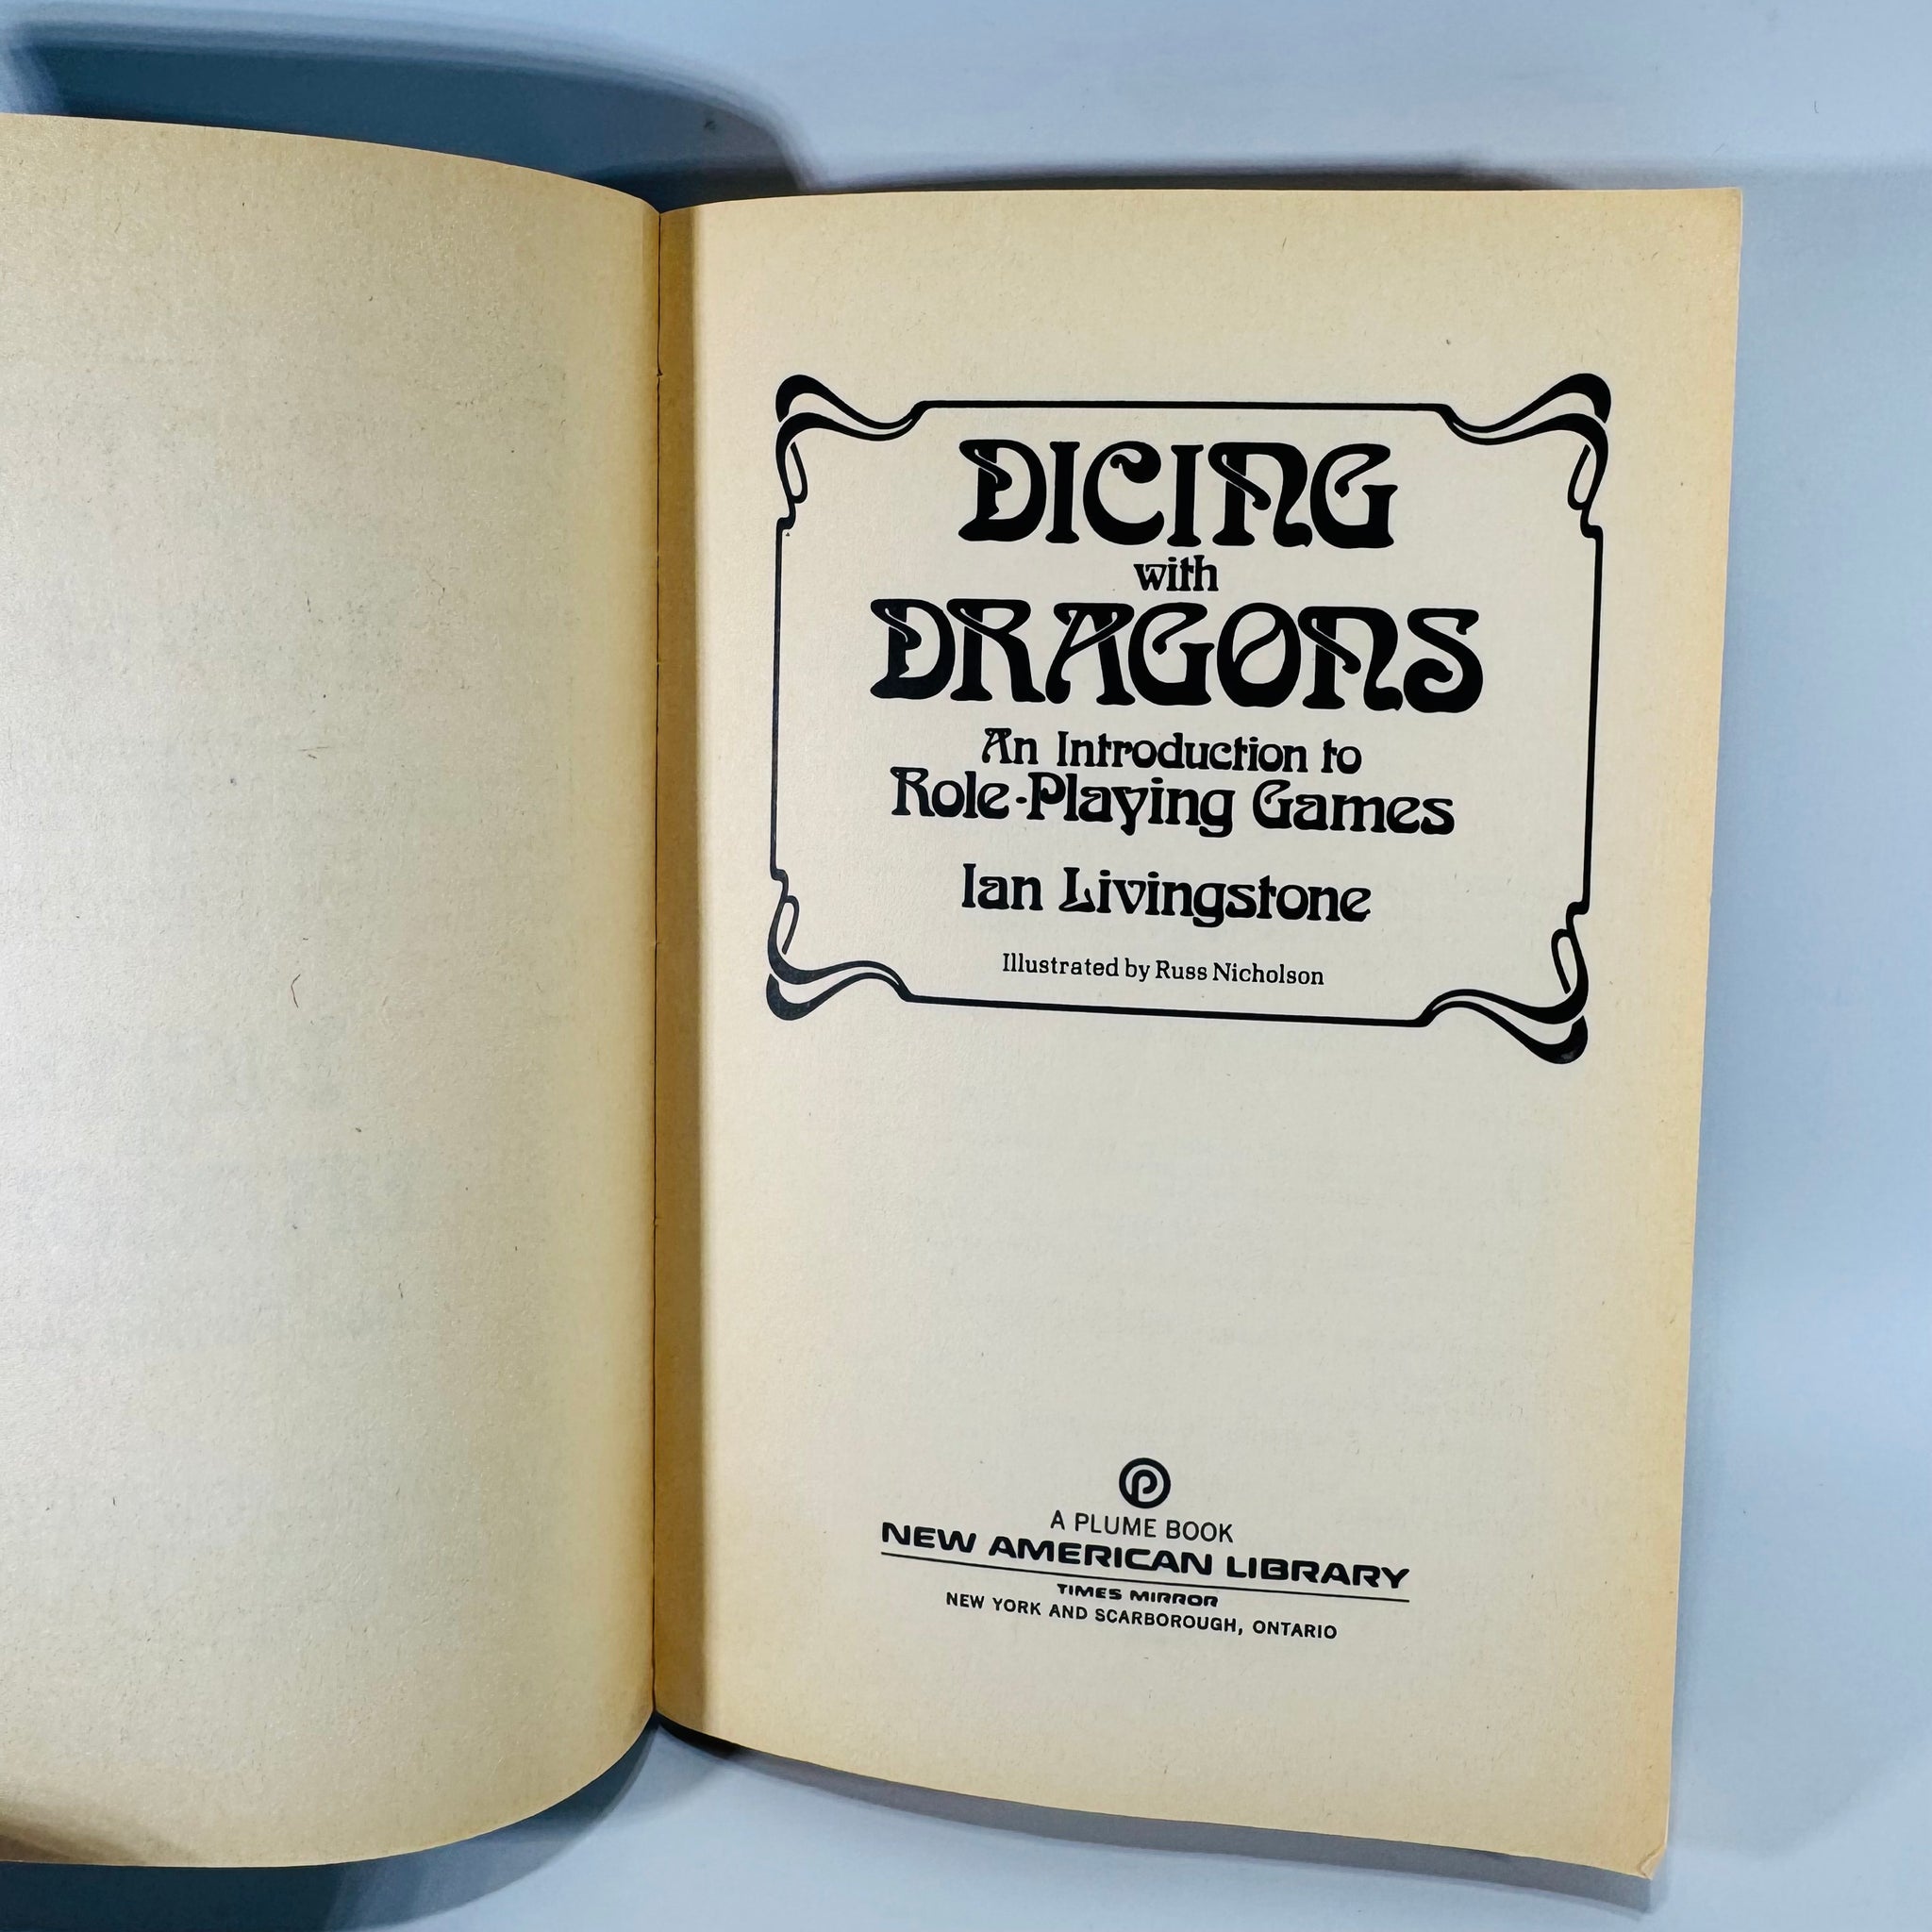 DICING
with
DRAGONS
An Introduction to
Role-Playing Games
Ian Livingstone
Illustrated by Russ Nicholson
P
A PLUME BOOK
NEW AMERICAN LIBRARY
TIMES MIRROR
NEW YORK AND SCARBOROUGH, ONTARIO